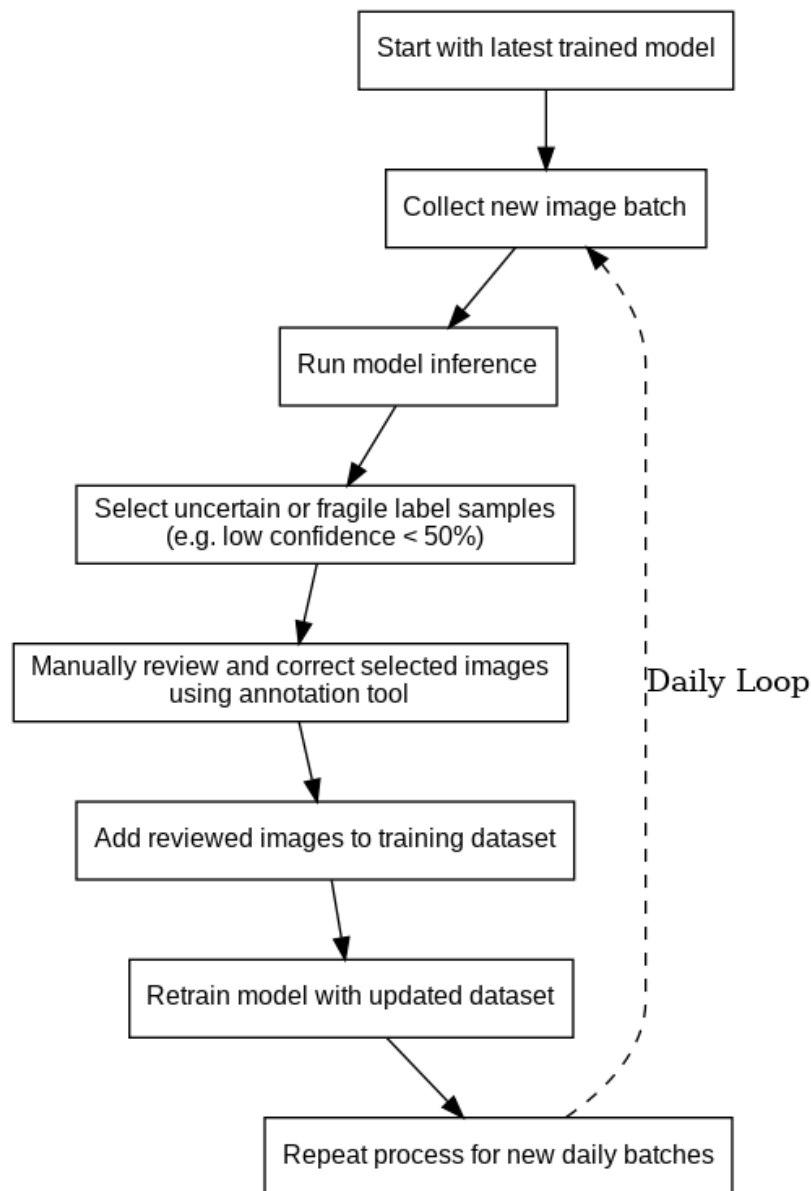 Start with latest trained model
Collect new image batch
Run model inference
Select uncertain or fragile label samples
(e.g. low confidence < 50%)
Manually review and correct selected images
using annotation tool
Daily Loop
Add reviewed images to training dataset
Retrain model with updated dataset
Repeat process for new daily batches